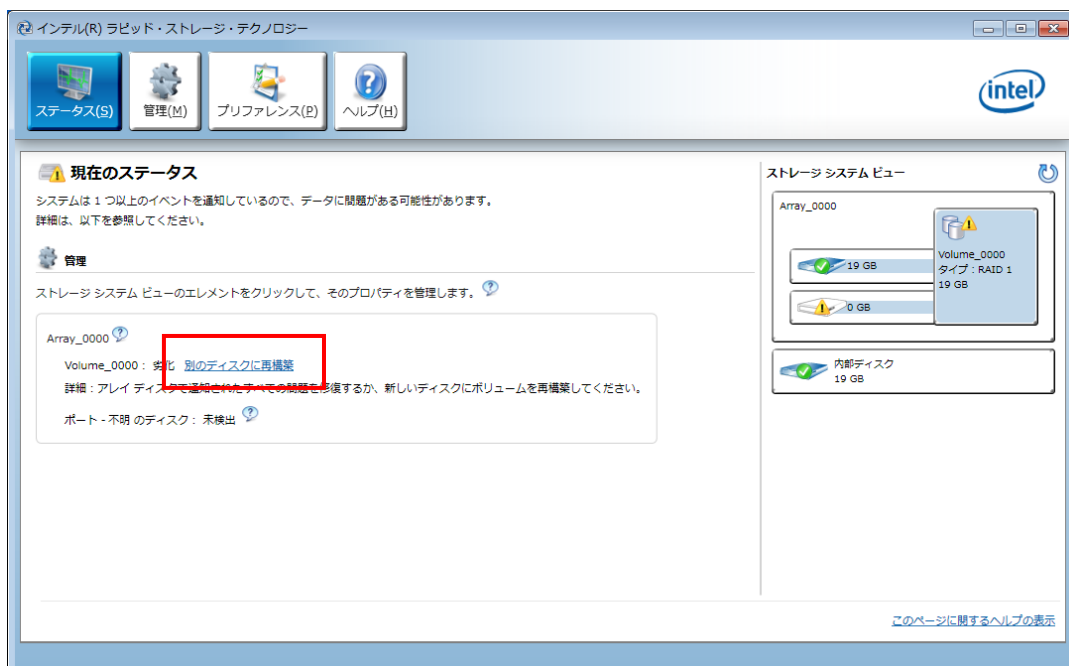 インテル(R) ラピッド・ストレージ・テクノロジー
ステータス(S)
管理(M)
プリファレンス(P)
ヘルプ(H)
intel
現在のステータス
システムは 1 つ以上のイベントを通知しているので、データに問題がある可能性があります。
詳細は、以下を参照してください。
管理
ストレージ システム ビューのエレメントをクリックして、そのプロパティを管理します。
Array_0000
Volume_0000： 劣化 別のディスクに再構築
詳細：アレイ ディスクで通知されたすべての問題を修復するか、新しいディスクにボリュームを再構築してください。
ポート - 不明 のディスク： 未検出
ストレージ システム ビュー
Array_0000
19 GB
0 GB
Volume_0000
タイプ：RAID 1
19 GB
内部ディスク
19 GB
このページに関するヘルプの表示